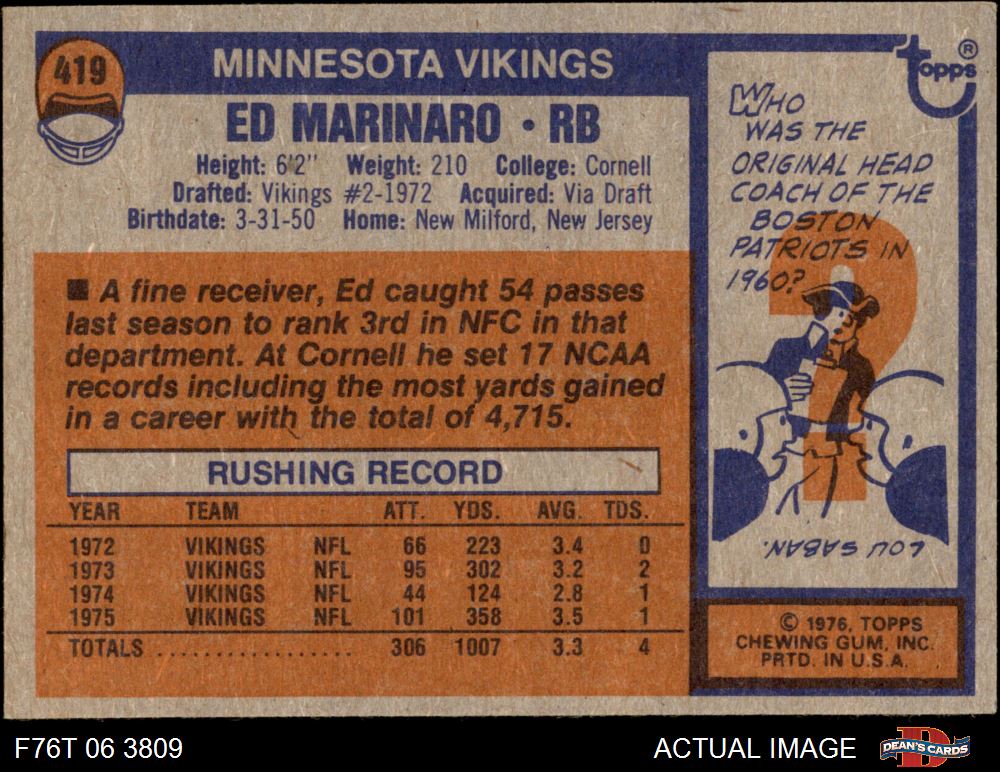 419
MINNESOTA VIKINGS
ED MARINARO • RB
Height: 6'2" Weight: 210 College: Cornell
Drafted: Vikings #2-1972 Acquired: Via Draft
Birthdate: 3-31-50 Home: New Milford, New Jersey
■ A fine receiver, Ed caught 54 passes
last season to rank 3rd in NFC in that
department. At Cornell he set 17 NCAA
records including the most yards gained
in a career with the total of 4,715.
RUSHING RECORD
YEAR TEAM ATT. YDS. AVG. TDS.
1972 VIKINGS NFL 66 223 3.4 0
1973 VIKINGS NFL 95 302 3.2 2
1974 VIKINGS NFL 44 124 2.8 1
1975 VIKINGS NFL 101 358 3.5 1
TOTALS ................. 306 1007 3.3 4
Topps ®
WHO
WAS THE
ORIGINAL HEAD
COACH OF THE
BOSTON
PATRIOTS IN
1960?
?
LOU SABAN.
© 1976, TOPPS
CHEWING GUM, INC.
PRTD. IN U.S.A.
F76T 06 3809
ACTUAL IMAGE
DEAN'S CARDS